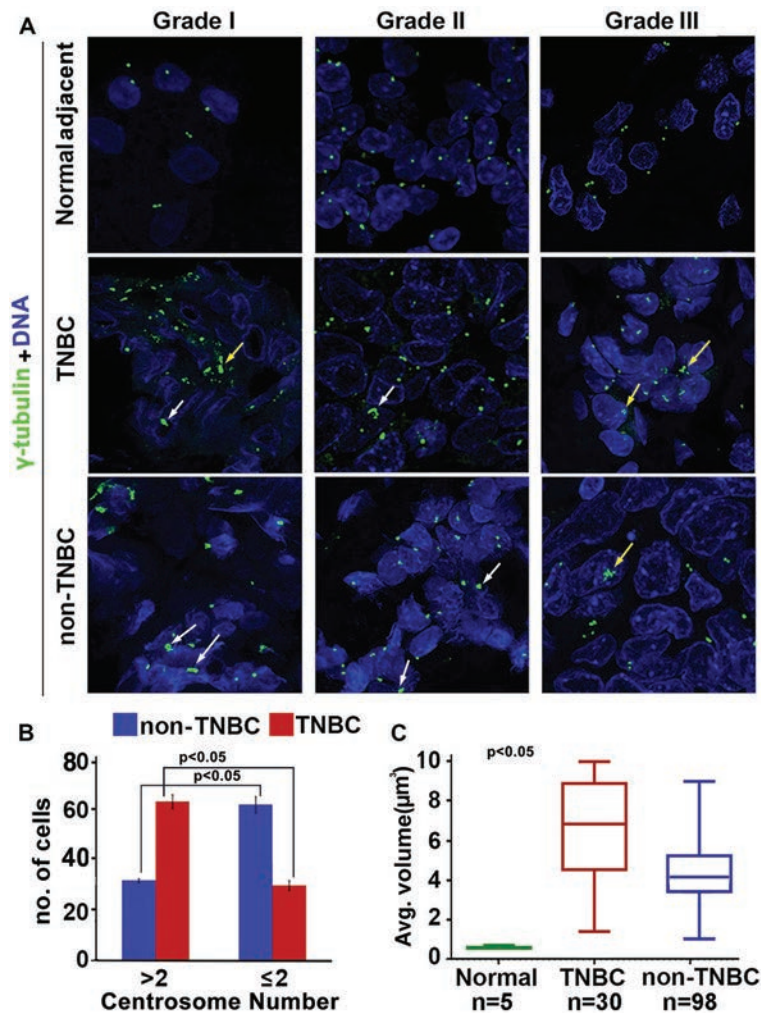 A
Grade I Grade II Grade III
Normal adjacent
TNBC
non-TNBC
γ-tubulin + DNA
B
non-TNBC TNBC
p<0.05
p<0.05
80
60
40
20
0
no. of cells
>2 ≤2
Centrosome Number
C
p<0.05
10
8
6
4
2
0
Avg. volume(µm³)
Normal TNBC non-TNBC
n=5 n=30 n=98